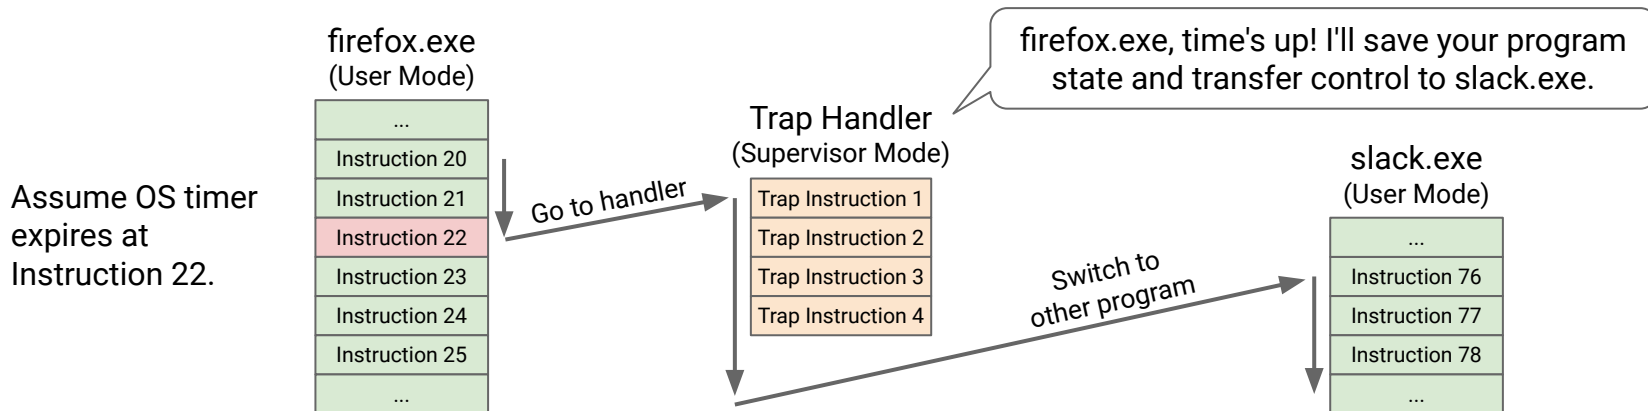 firefox.exe
(User Mode)
...
Instruction 20
Instruction 21
Instruction 22
Instruction 23
Instruction 24
Instruction 25
...
Assume OS timer
expires at
Instruction 22.
Go to handler
firefox.exe, time's up! I'll save your program
state and transfer control to slack.exe.
Trap Handler
(Supervisor Mode)
Trap Instruction 1
Trap Instruction 2
Trap Instruction 3
Trap Instruction 4
Switch to
other program
slack.exe
(User Mode)
...
Instruction 76
Instruction 77
Instruction 78
...